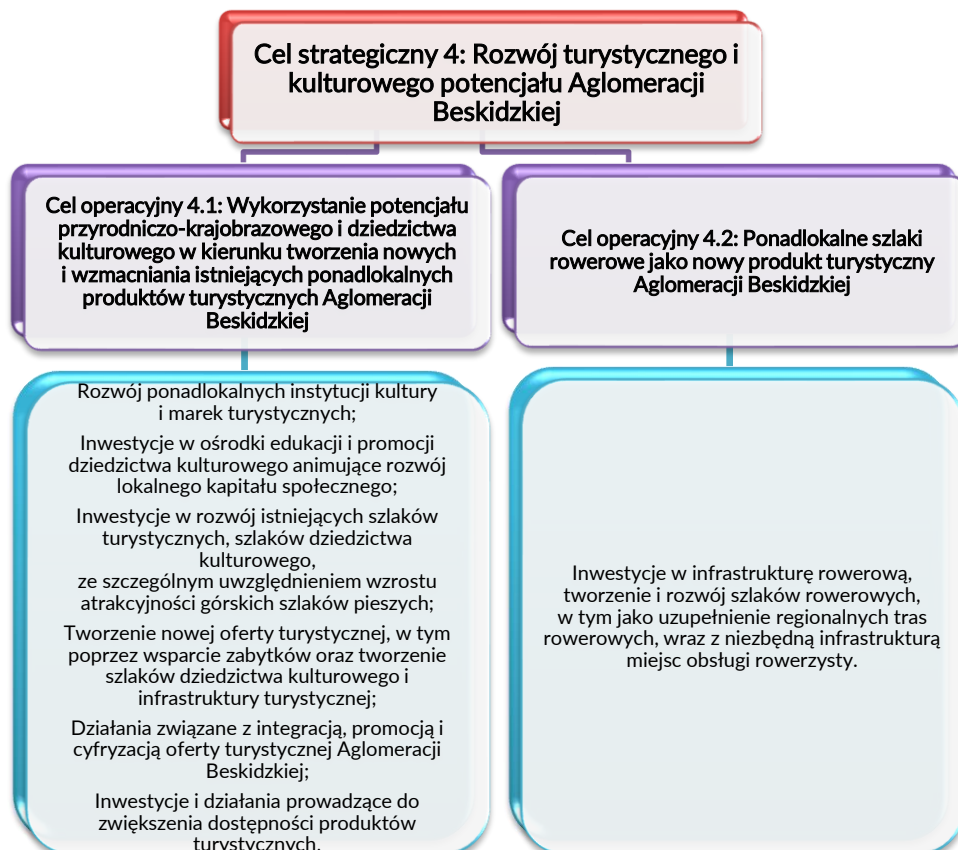 Cel strategiczny 4: Rozwój turystycznego i
kulturowego potencjału Aglomeracji
Beskidzkiej
Cel operacyjny 4.1: Wykorzystanie potencjału
przyrodniczo-krajobrazowego i dziedzictwa
kulturowego w kierunku tworzenia nowych
i wzmacniania istniejących ponadlokalnych
produktów turystycznych Aglomeracji
Beskidzkiej
Cel operacyjny 4.2: Ponadlokalne szlaki
rowerowe jako nowy produkt turystyczny
Aglomeracji Beskidzkiej
Rozwój ponadlokalnych instytucji kultury
i marek turystycznych;
Inwestycje w ośrodki edukacji i promocji
dziedzictwa kulturowego animujące rozwój
lokalnego kapitału społecznego;
Inwestycje w rozwój istniejących szlaków
turystycznych, szlaków dziedzictwa
kulturowego,
ze szczególnym uwzględnieniem wzrostu
atrakcyjności górskich szlaków pieszych;
Tworzenie nowej oferty turystycznej, w tym
poprzez wsparcie zabytków oraz tworzenie
szlaków dziedzictwa kulturowego i
infrastruktury turystycznej;
Działania związane z integracją, promocją i
cyfryzacją oferty turystycznej Aglomeracji
Beskidzkiej;
Inwestycje i działania prowadzące do
zwiększenia dostępności produktów
turystycznych.
Inwestycje w infrastrukturę rowerową,
tworzenie i rozwój szlaków rowerowych,
w tym jako uzupełnienie regionalnych tras
rowerowych, wraz z niezbędną infrastrukturą
miejsc obsługi rowerzysty.